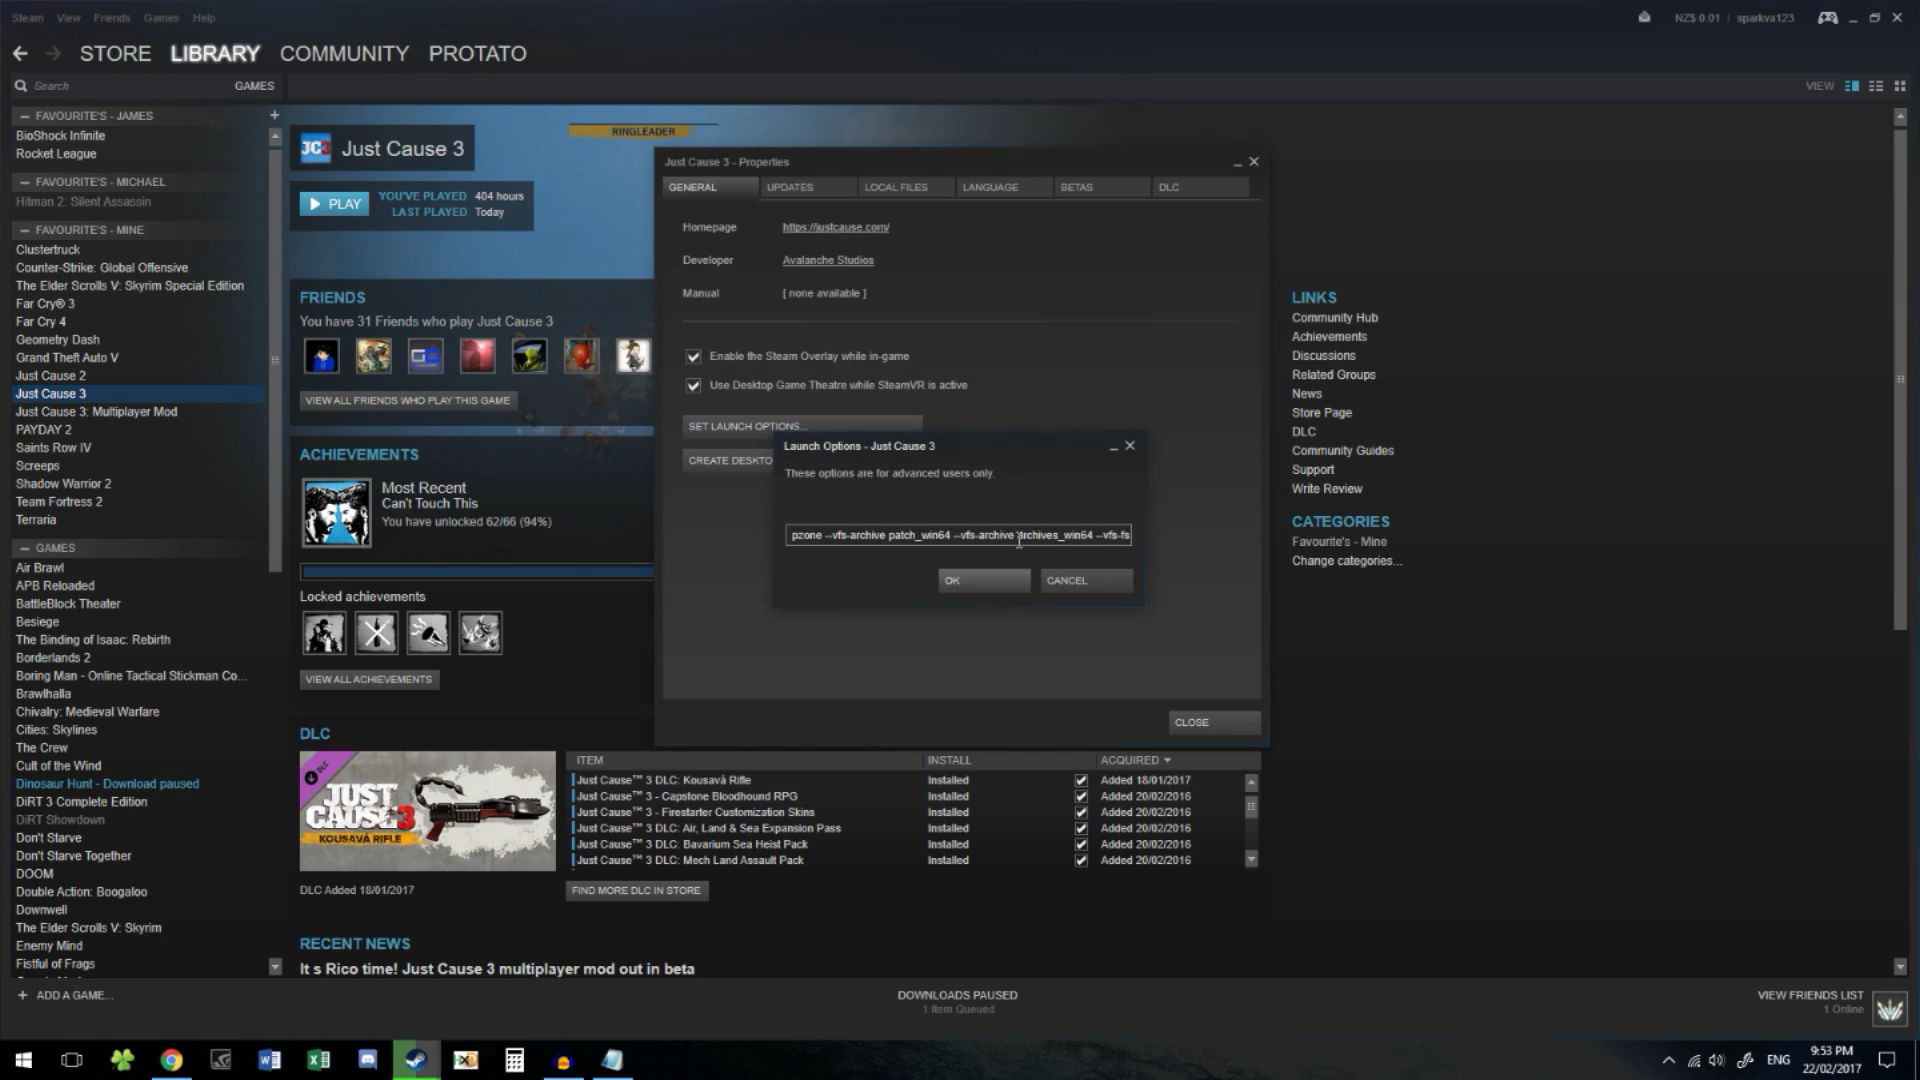 Steam View Friends Games Help
NZ$ 0.01 | sparkva123
STORE LIBRARY COMMUNITY PROTATO
Search GAMES
VIEW
— FAVOURITE'S - JAMES +
BioShock Infinite
Rocket League
— FAVOURITE'S - MICHAEL
Hitman 2: Silent Assassin
— FAVOURITE'S - MINE
Clustertruck
Counter-Strike: Global Offensive
The Elder Scrolls V: Skyrim Special Edition
Far Cry® 3
Far Cry 4
Geometry Dash
Grand Theft Auto V
Just Cause 2
Just Cause 3
Just Cause 3: Multiplayer Mod
PAYDAY 2
Saints Row IV
Screeps
Shadow Warrior 2
Team Fortress 2
Terraria
— GAMES
Air Brawl
APB Reloaded
BattleBlock Theater
Besiege
The Binding of Isaac: Rebirth
Borderlands 2
Boring Man - Online Tactical Stickman Co...
Brawlhalla
Chivalry: Medieval Warfare
Cities: Skylines
The Crew
Cult of the Wind
Dinosaur Hunt - Download paused
DiRT 3 Complete Edition
DiRT Showdown
Don't Starve
Don't Starve Together
DOOM
Double Action: Boogaloo
Downwell
The Elder Scrolls V: Skyrim
Enemy Mind
Fistful of Frags
+ ADD A GAME...
RINGLEADER
JC3 Just Cause 3
PLAY
YOU'VE PLAYED 404 hours
LAST PLAYED Today
FRIENDS
You have 31 Friends who play Just Cause 3
VIEW ALL FRIENDS WHO PLAY THIS GAME
ACHIEVEMENTS
Most Recent
Can't Touch This
You have unlocked 62/66 (94%)
Locked achievements
VIEW ALL ACHIEVEMENTS
DLC
DLC
JUST
CAUSE 3
KOUSAVÁ RIFLE
DLC Added 18/01/2017
ITEM INSTALL ACQUIRED
Just Cause™ 3 DLC: Kousavá Rifle Installed Added 18/01/2017
Just Cause™ 3 - Capstone Bloodhound RPG Installed Added 20/02/2016
Just Cause™ 3 - Firestarter Customization Skins Installed Added 20/02/2016
Just Cause™ 3 DLC: Air, Land & Sea Expansion Pass Installed Added 20/02/2016
Just Cause™ 3 DLC: Bavarium Sea Heist Pack Installed Added 20/02/2016
Just Cause™ 3 DLC: Mech Land Assault Pack Installed Added 20/02/2016
FIND MORE DLC IN STORE
RECENT NEWS
It s Rico time! Just Cause 3 multiplayer mod out in beta
Just Cause 3 - Properties
GENERAL UPDATES LOCAL FILES LANGUAGE BETAS DLC
Homepage https://justcause.com/
Developer Avalanche Studios
Manual [ none available ]
Enable the Steam Overlay while in-game
Use Desktop Game Theatre while SteamVR is active
SET LAUNCH OPTIONS...
CREATE DESKTO
Launch Options - Just Cause 3
These options are for advanced users only.
pzone --vfs-archive patch_win64 --vfs-archive archives_win64 --vfs-fs
OK CANCEL
CLOSE
LINKS
Community Hub
Achievements
Discussions
Related Groups
News
Store Page
DLC
Community Guides
Support
Write Review
CATEGORIES
Favourite's - Mine
Change categories...
DOWNLOADS PAUSED
1 Item Queued
VIEW FRIENDS LIST
1 Online
ENG
9:53 PM
22/02/2017